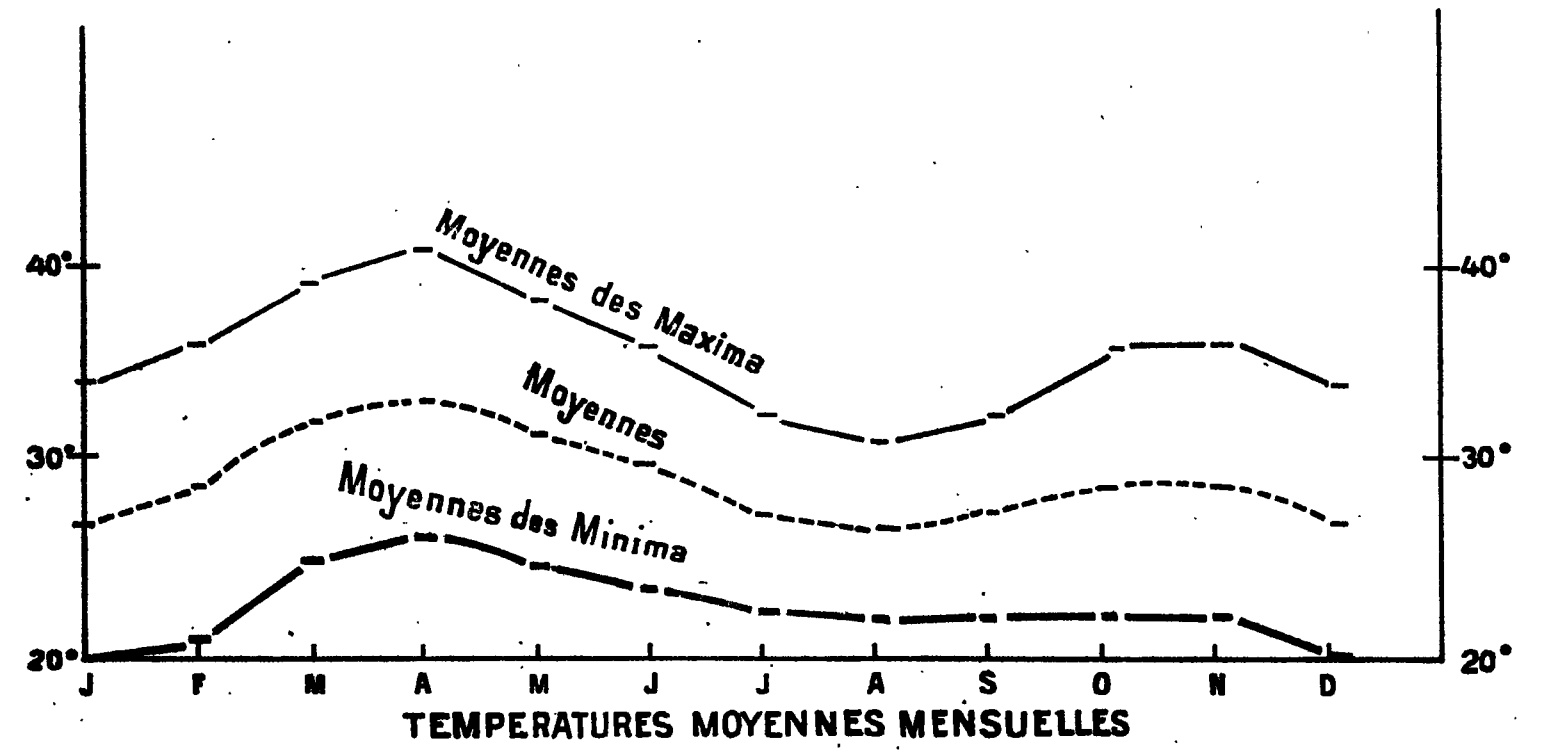 Moyennes des Maxima
40° 40°
Moyennes
30° 30°
Moyennes des Minima
20° 20°
J F M A M J J A S O N D
TEMPERATURES MOYENNES MENSUELLES